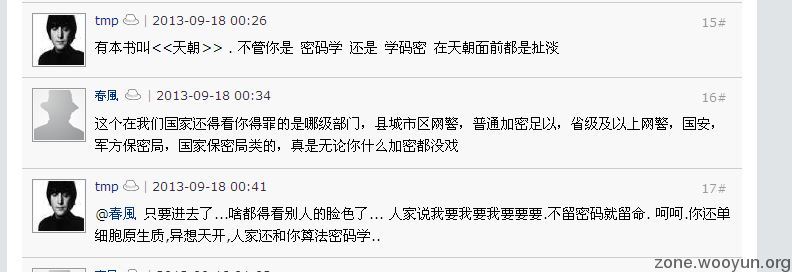 tmp | 2013-09-18 00:26 15#
有本书叫<<天朝>> . 不管你是 密码学 还是 学码密 在天朝面前都是扯淡
春風 | 2013-09-18 00:34 16#
这个在我们国家还得看你得罪的是哪级部门，县城市区网警，普通加密足以，省级及以上网警，国安，
军方保密局，国家保密局类的，真是无论你什么加密都没戏
tmp | 2013-09-18 00:41 17#
@春風 只要进去了...啥都得看别人的脸色了... 人家说我要我要我要要要.不留密码就留命. 呵呵.你还单
细胞原生质,异想天开,人家还和你算法密码学..
zone.wooyun.org